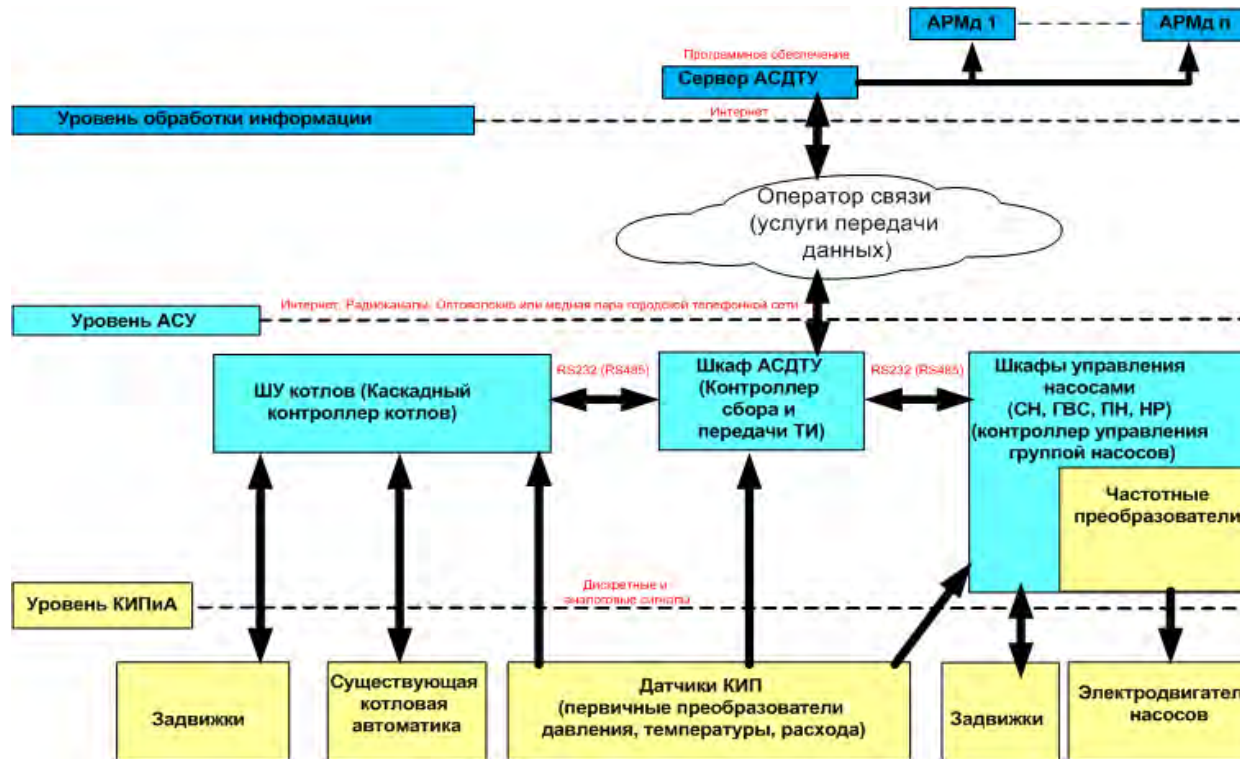 АРМд 1
АРМд n
Программное обеспечение
Сервер АСДТУ
Уровень обработки информации
Интернет
Оператор связи
(услуги передачи
данных)
Интернет, Радиоканалы, Оптоволокно или медная пара городской телефонной сети
Уровень АСУ
ШУ котлов (Каскадный
контроллер котлов)
RS232 (RS485)
Шкаф АСДТУ
(Контроллер
сбора и
передачи ТИ)
RS232 (RS485)
Шкафы управления
насосами
(СН, ГВС, ПН, НР)
(контроллер управления
группой насосов)
Частотные
преобразователи
Дискретные и
аналоговые сигналы
Уровень КИПиА
Задвижки
Существующая
котловая
автоматика
Датчики КИП
(первичные преобразователи
давления, температуры, расхода)
Задвижки
Электродвигател
насосов